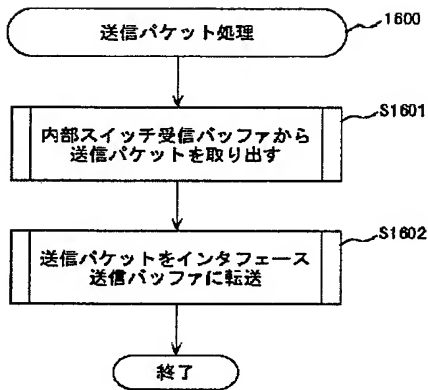 送信パケット処理
1600
内部スイッチ受信バッファから
送信パケットを取り出す
S1601
送信パケットをインタフェース
送信バッファに転送
S1602
終了